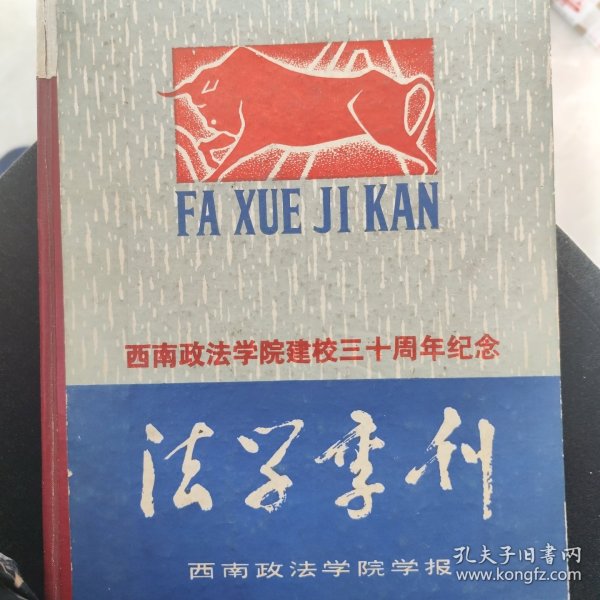 FA XUE JI KAN
西南政法学院建校三十周年纪念
法学季刊
西南政法学院学报
孔夫子旧书网
www.kongfz.com